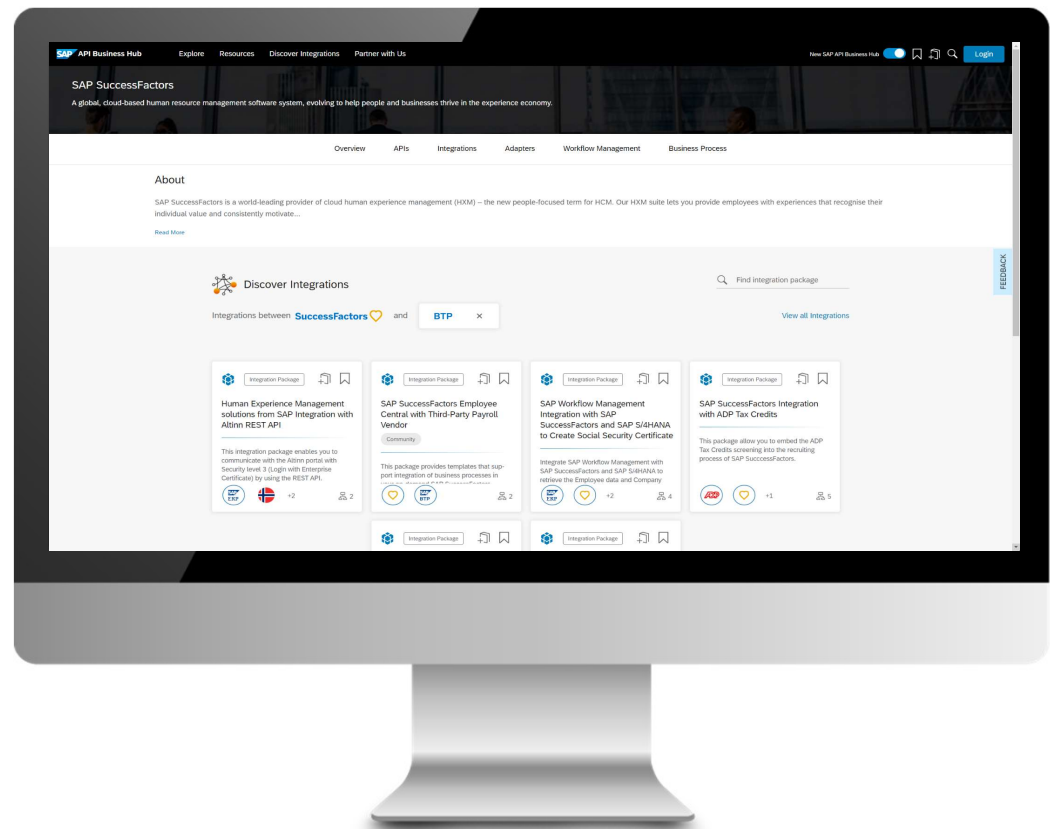 SAP API Business Hub Explore Resources Discover Integrations Partner with Us New SAP API Business Hub Login
SAP SuccessFactors
A global, cloud-based human resource management software system, evolving to help people and businesses thrive in the experience economy.
Overview APIs Integrations Adapters Workflow Management Business Process
About
SAP SuccessFactors is a world-leading provider of cloud human experience management (HXM) – the new people-focused term for HCM. Our HXM suite lets you provide employees with experiences that recognise their
individual value and consistently motivate...
Read More
FEEDBACK
Discover Integrations
Find integration package
Integrations between SuccessFactors and BTP ×
View all Integrations
Integration Package
Human Experience Management
solutions from SAP Integration with
Altinn REST API
This integration package enables you to
communicate with the Altinn portal with
Security level 3 (Login with Enterprise
Certificate) by using the REST API.
SAP ERP +2 2
Integration Package
SAP SuccessFactors Employee
Central with Third-Party Payroll
Vendor
Community
This package provides templates that sup-
port integration of business processes in
SAP BTP 2
Integration Package
SAP Workflow Management
Integration with SAP
SuccessFactors and SAP S/4HANA
to Create Social Security Certificate
Integrate SAP Workflow Management with
SAP SuccessFactors and SAP S/4HANA to
retrieve the Employee data and Company
SAP ERP +2 4
Integration Package
SAP SuccessFactors Integration
with ADP Tax Credits
This package allow you to embed the ADP
Tax Credits screening into the recruiting
process of SAP SucccessFactors.
ADP +1 5
Integration Package
Integration Package